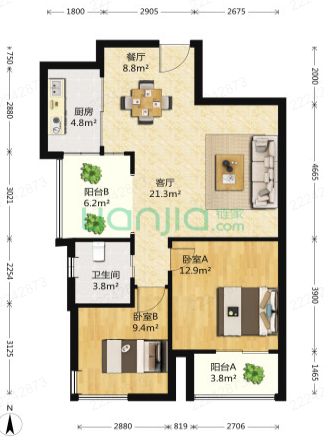 1800
2905
2675
750
2880
3021
2254
3125
2000
4665
3900
1465
餐厅
8.8m²
厨房
4.8m²
客厅
21.3m²
阳台B
6.2m²
lianjia.com
链家
卫生间
3.8m²
卧室A
12.9m²
卧室B
9.4m²
阳台A
3.8m²
N
2880
819
2706